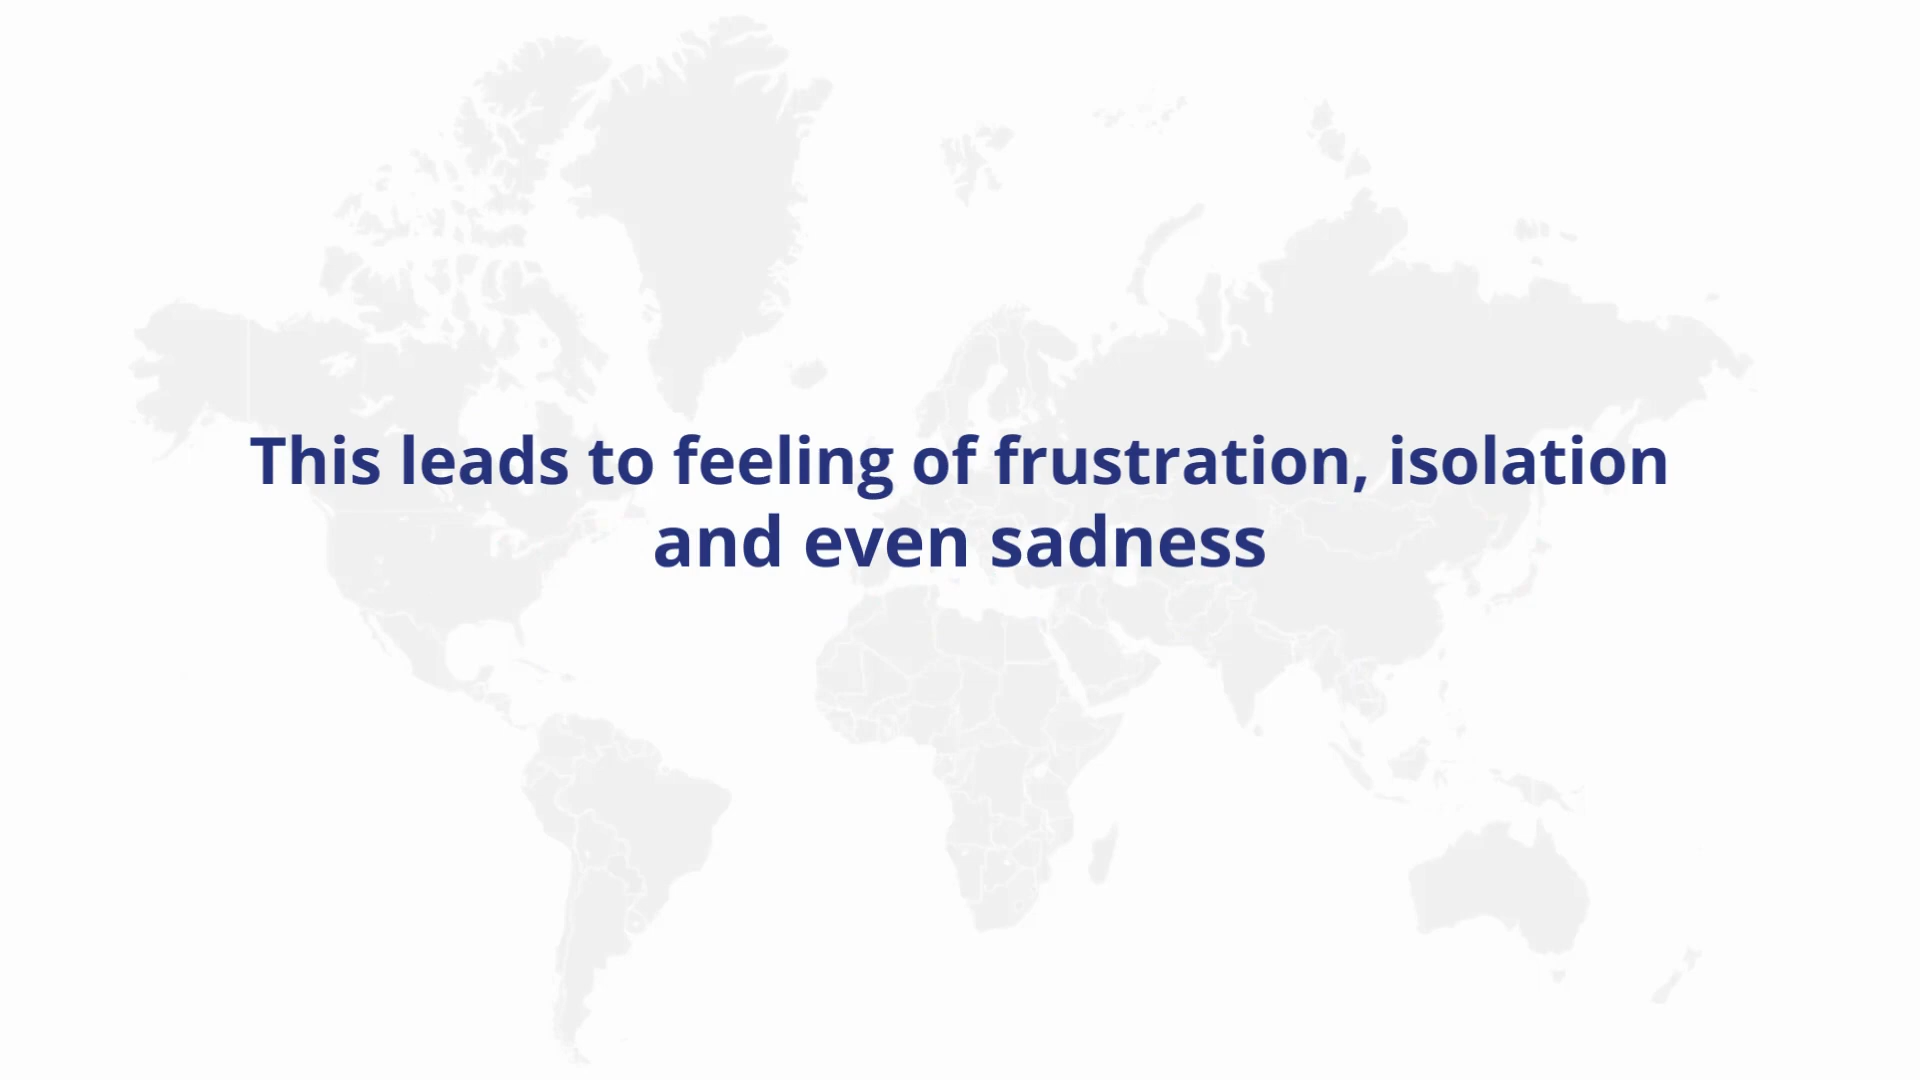 This leads to feeling of frustration, isolation
and even sadness